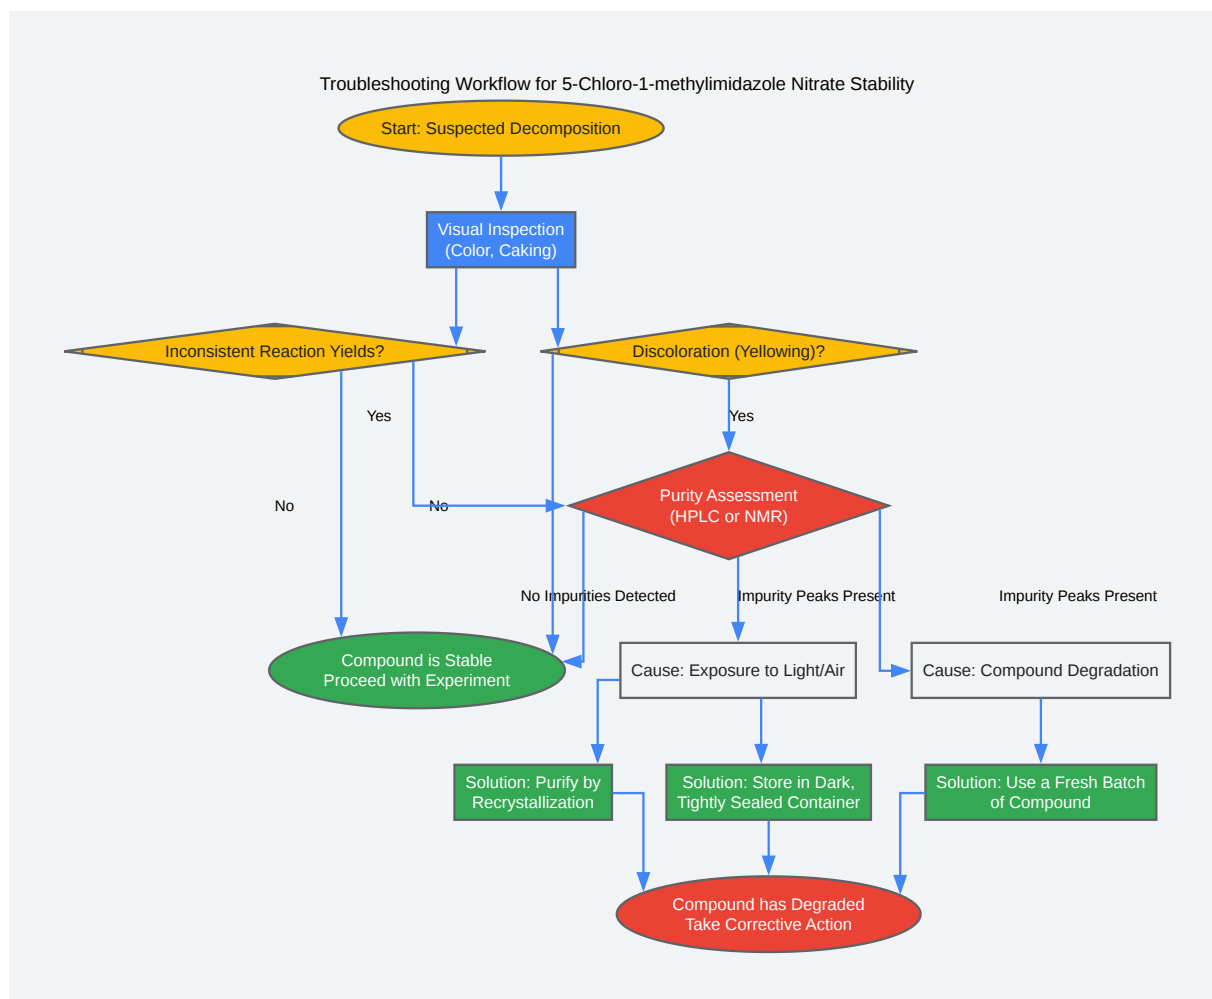 Troubleshooting Workflow for 5-Chloro-1-methylimidazole Nitrate Stability
Start: Suspected Decomposition
Visual Inspection
(Color, Caking)
Inconsistent Reaction Yields?
Discoloration (Yellowing)?
Yes
Yes
Purity Assessment
(HPLC or NMR)
No
No
No Impurities Detected
Impurity Peaks Present
Impurity Peaks Present
Compound is Stable
Proceed with Experiment
Cause: Exposure to Light/Air
Cause: Compound Degradation
Solution: Purify by
Recrystallization
Solution: Store in Dark,
Tightly Sealed Container
Solution: Use a Fresh Batch
of Compound
Compound has Degraded
Take Corrective Action